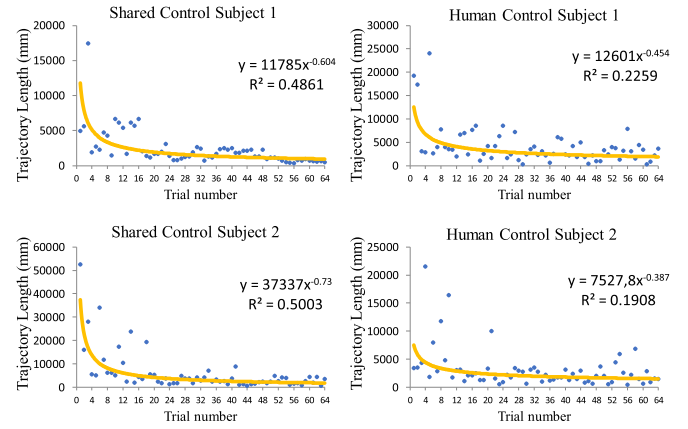 Shared Control Subject 1
Trajectory Length (mm)
20000
15000
10000
5000
0
y = 11785x^-0.604
R² = 0.4861
0 4 8 12 16 20 24 28 32 36 40 44 48 52 56 60 64
Trial number
Human Control Subject 1
Trajectory Length (mm)
30000
25000
20000
15000
10000
5000
0
y = 12601x^-0.454
R² = 0.2259
0 4 8 12 16 20 24 28 32 36 40 44 48 52 56 60 64
Trial number
Shared Control Subject 2
Trajectory Length (mm)
60000
50000
40000
30000
20000
10000
0
y = 37337x^-0.73
R² = 0.5003
0 4 8 12 16 20 24 28 32 36 40 44 48 52 56 60 64
Trial number
Human Control Subject 2
Trajectory Length (mm)
25000
20000
15000
10000
5000
0
y = 7527,8x^-0.387
R² = 0.1908
0 4 8 12 16 20 24 28 32 36 40 44 48 52 56 60 64
Trial number